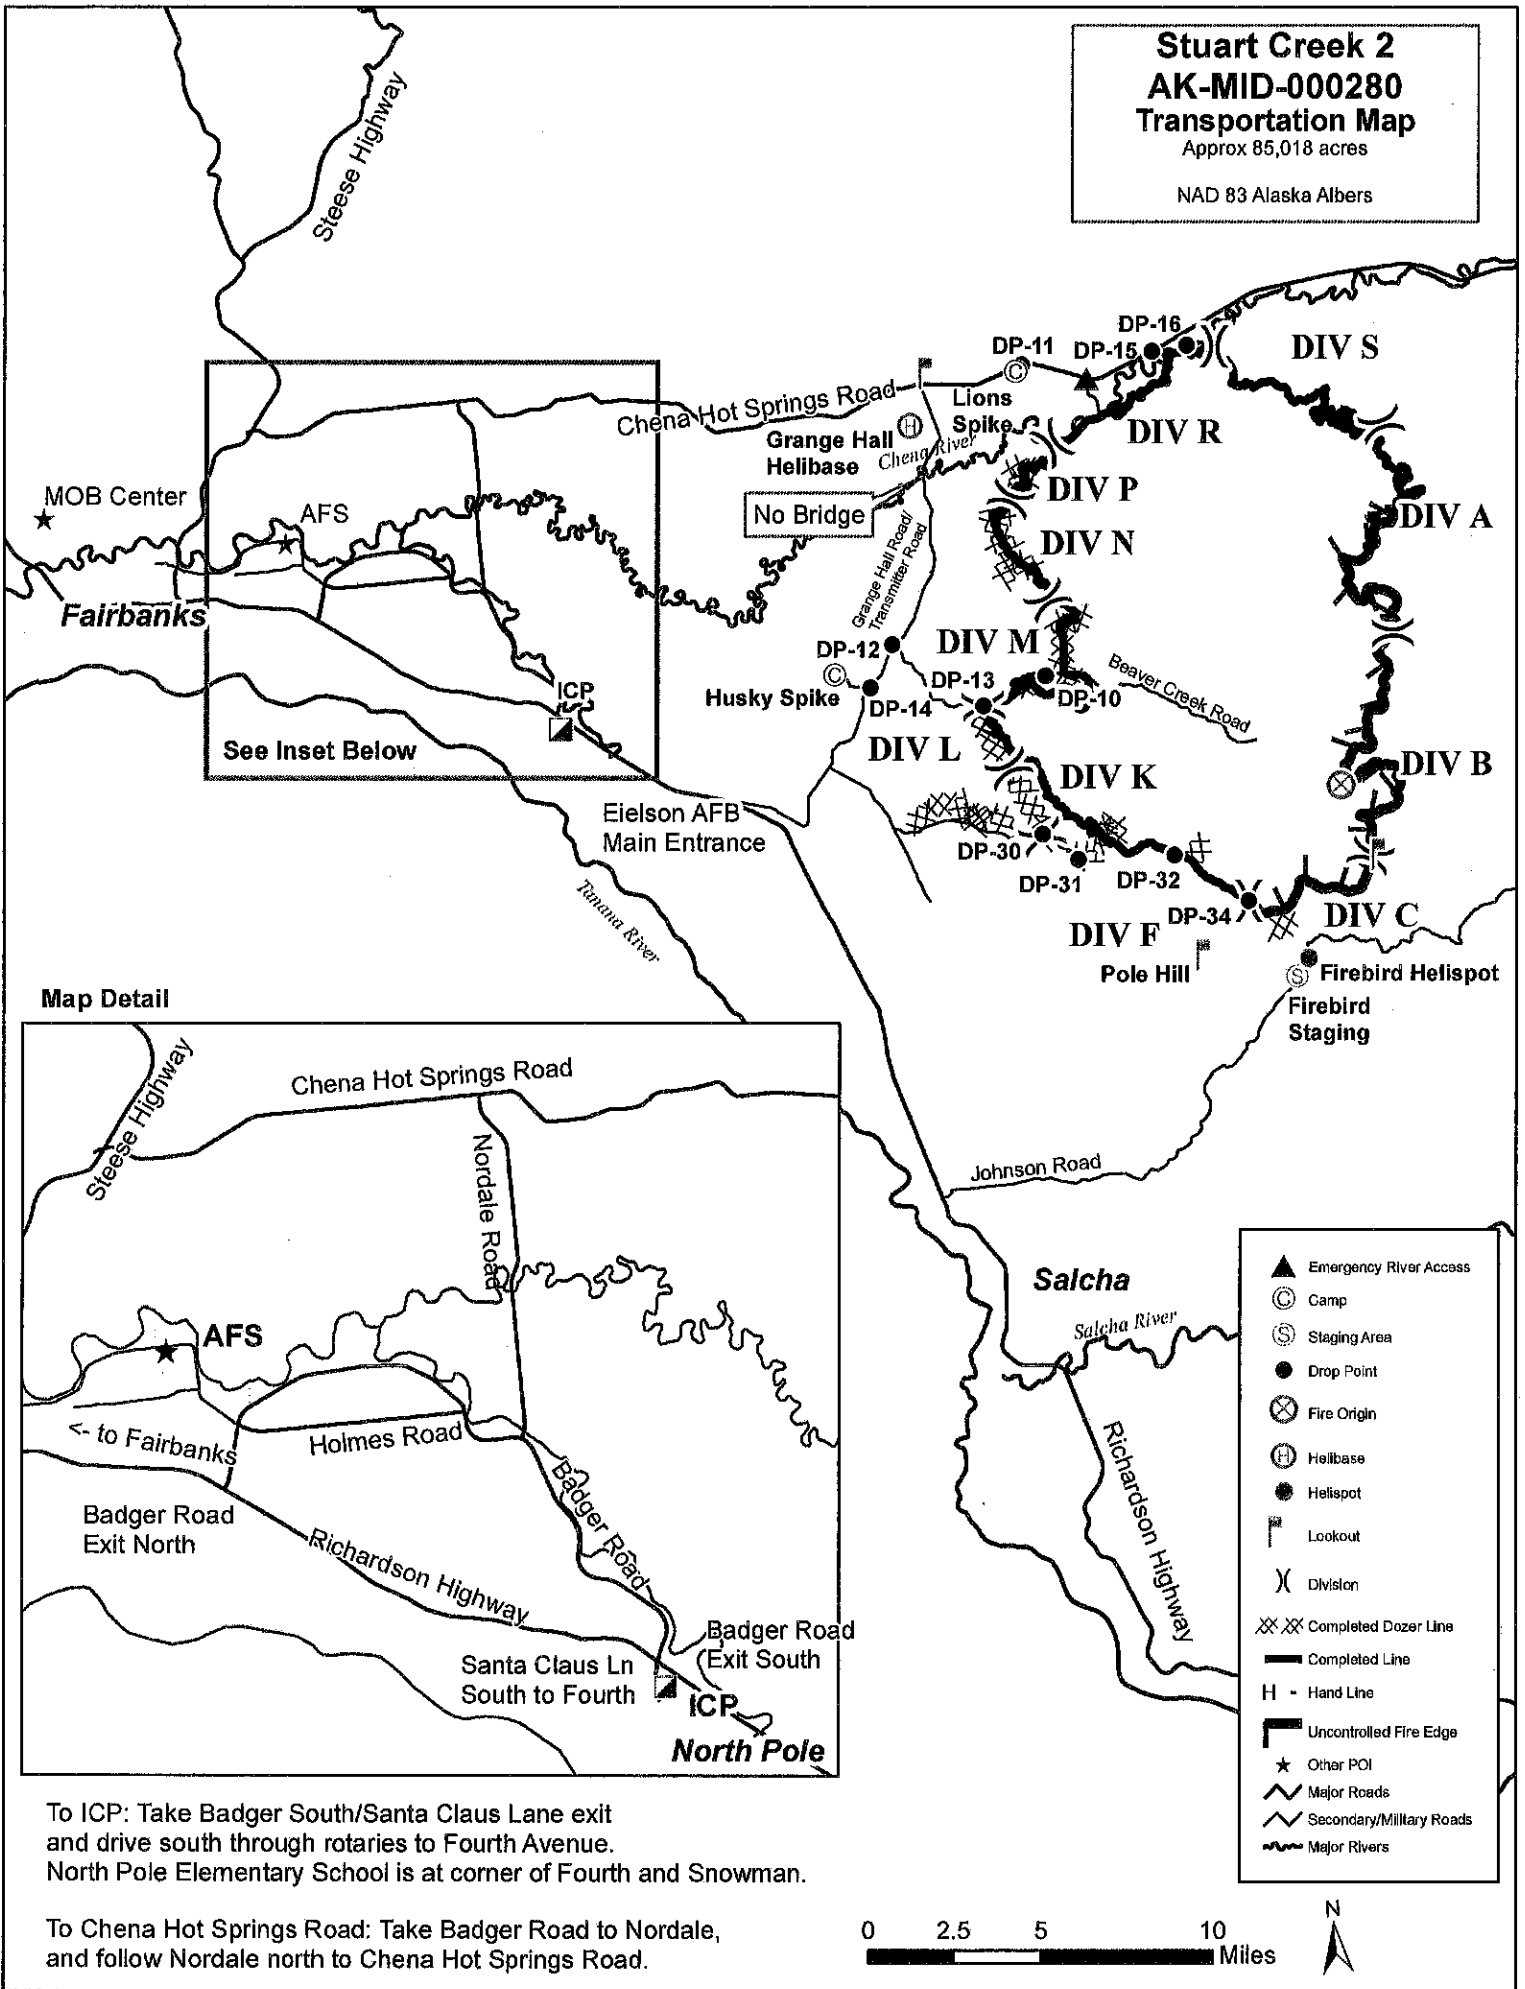 Stuart Creek 2
AK-MID-000280
Transportation Map
Approx 85,018 acres
NAD 83 Alaska Albers
Steese Highway
DP-16
DP-11
DP-15
DIV S
Chena Hot Springs Road
Lions
Spike
Grange Hall
Helibase
Chena River
DIV R
MOB Center
AFS
DIV P
No Bridge
DIV A
DIV N
Grange Hall Road/
Transmitter Road
Fairbanks
DP-12
DIV M
Beaver Creek Road
DP-13
ICP
Husky Spike
DP-14
DP-10
See Inset Below
DIV L
DIV K
DIV B
Eielson AFB
Main Entrance
DP-30
DP-31
DP-32
Tanana River
DP-34
DIV C
DIV F
Pole Hill
Firebird Helispot
S
Firebird
Staging
Map Detail
Chena Hot Springs Road
Steese Highway
Nordale Road
Johnson Road
Salcha
Salcha River
AFS
<- to Fairbanks
Holmes Road
Badger Road
Badger Road
Exit North
Richardson Highway
Richardson Highway
Badger Road
Exit South
Santa Claus Ln
South to Fourth
ICP
North Pole
Emergency River Access
C
Camp
S
Staging Area
Drop Point
Fire Origin
H
Helibase
Helispot
Lookout
Division
Completed Dozer Line
Completed Line
Hand Line
Uncontrolled Fire Edge
Other POI
Major Roads
Secondary/Military Roads
Major Rivers
To ICP: Take Badger South/Santa Claus Lane exit
and drive south through rotaries to Fourth Avenue.
North Pole Elementary School is at corner of Fourth and Snowman.
To Chena Hot Springs Road: Take Badger Road to Nordale,
and follow Nordale north to Chena Hot Springs Road.
0 2.5 5 10
Miles
N